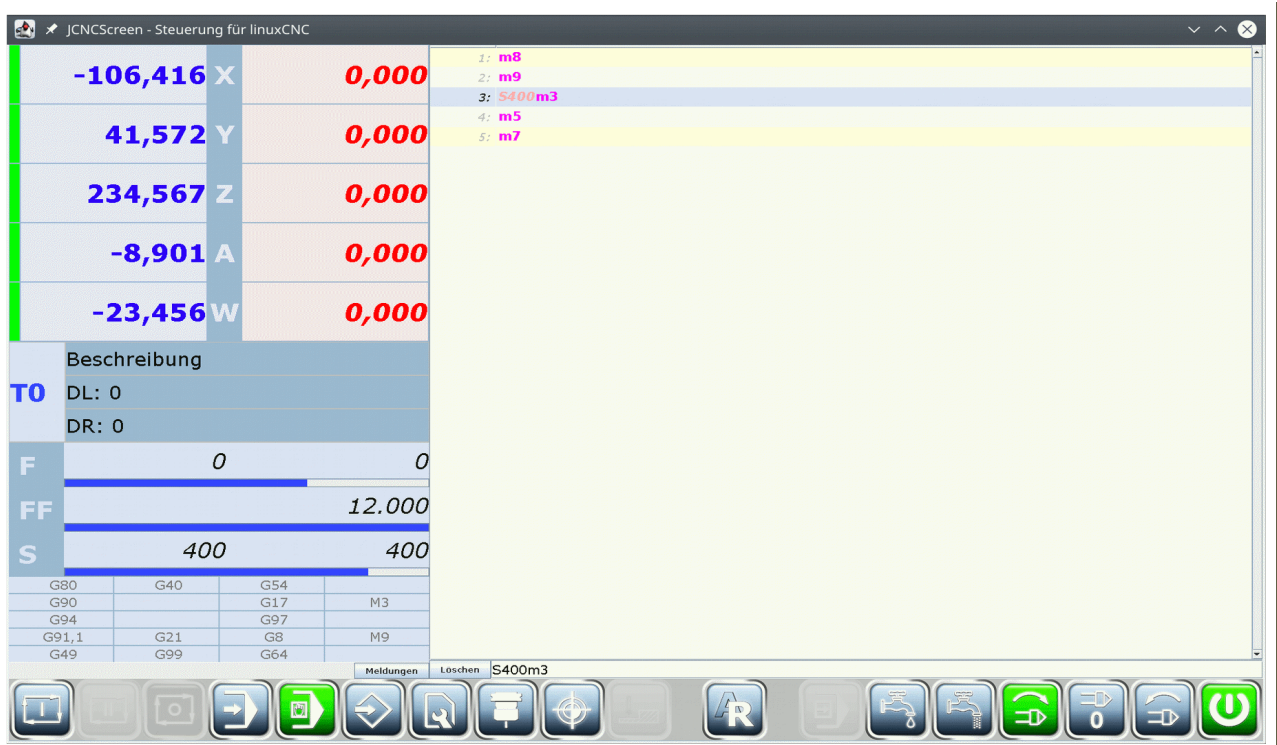 JCNCScreen - Steuerung für linuxCNC
-106,416 X 0,000
41,572 Y 0,000
234,567 Z 0,000
-8,901 A 0,000
-23,456 W 0,000
T0
Beschreibung
DL: 0
DR: 0
F 0 0
FF 12.000
S 400 400
G80 G40 G54
G90 G17 M3
G94 G97
G91,1 G21 G8 M9
G49 G99 G64
1: m8
2: m9
3: S400m3
4: m5
5: m7
Meldungen Löschen S400m3
I
AR
0